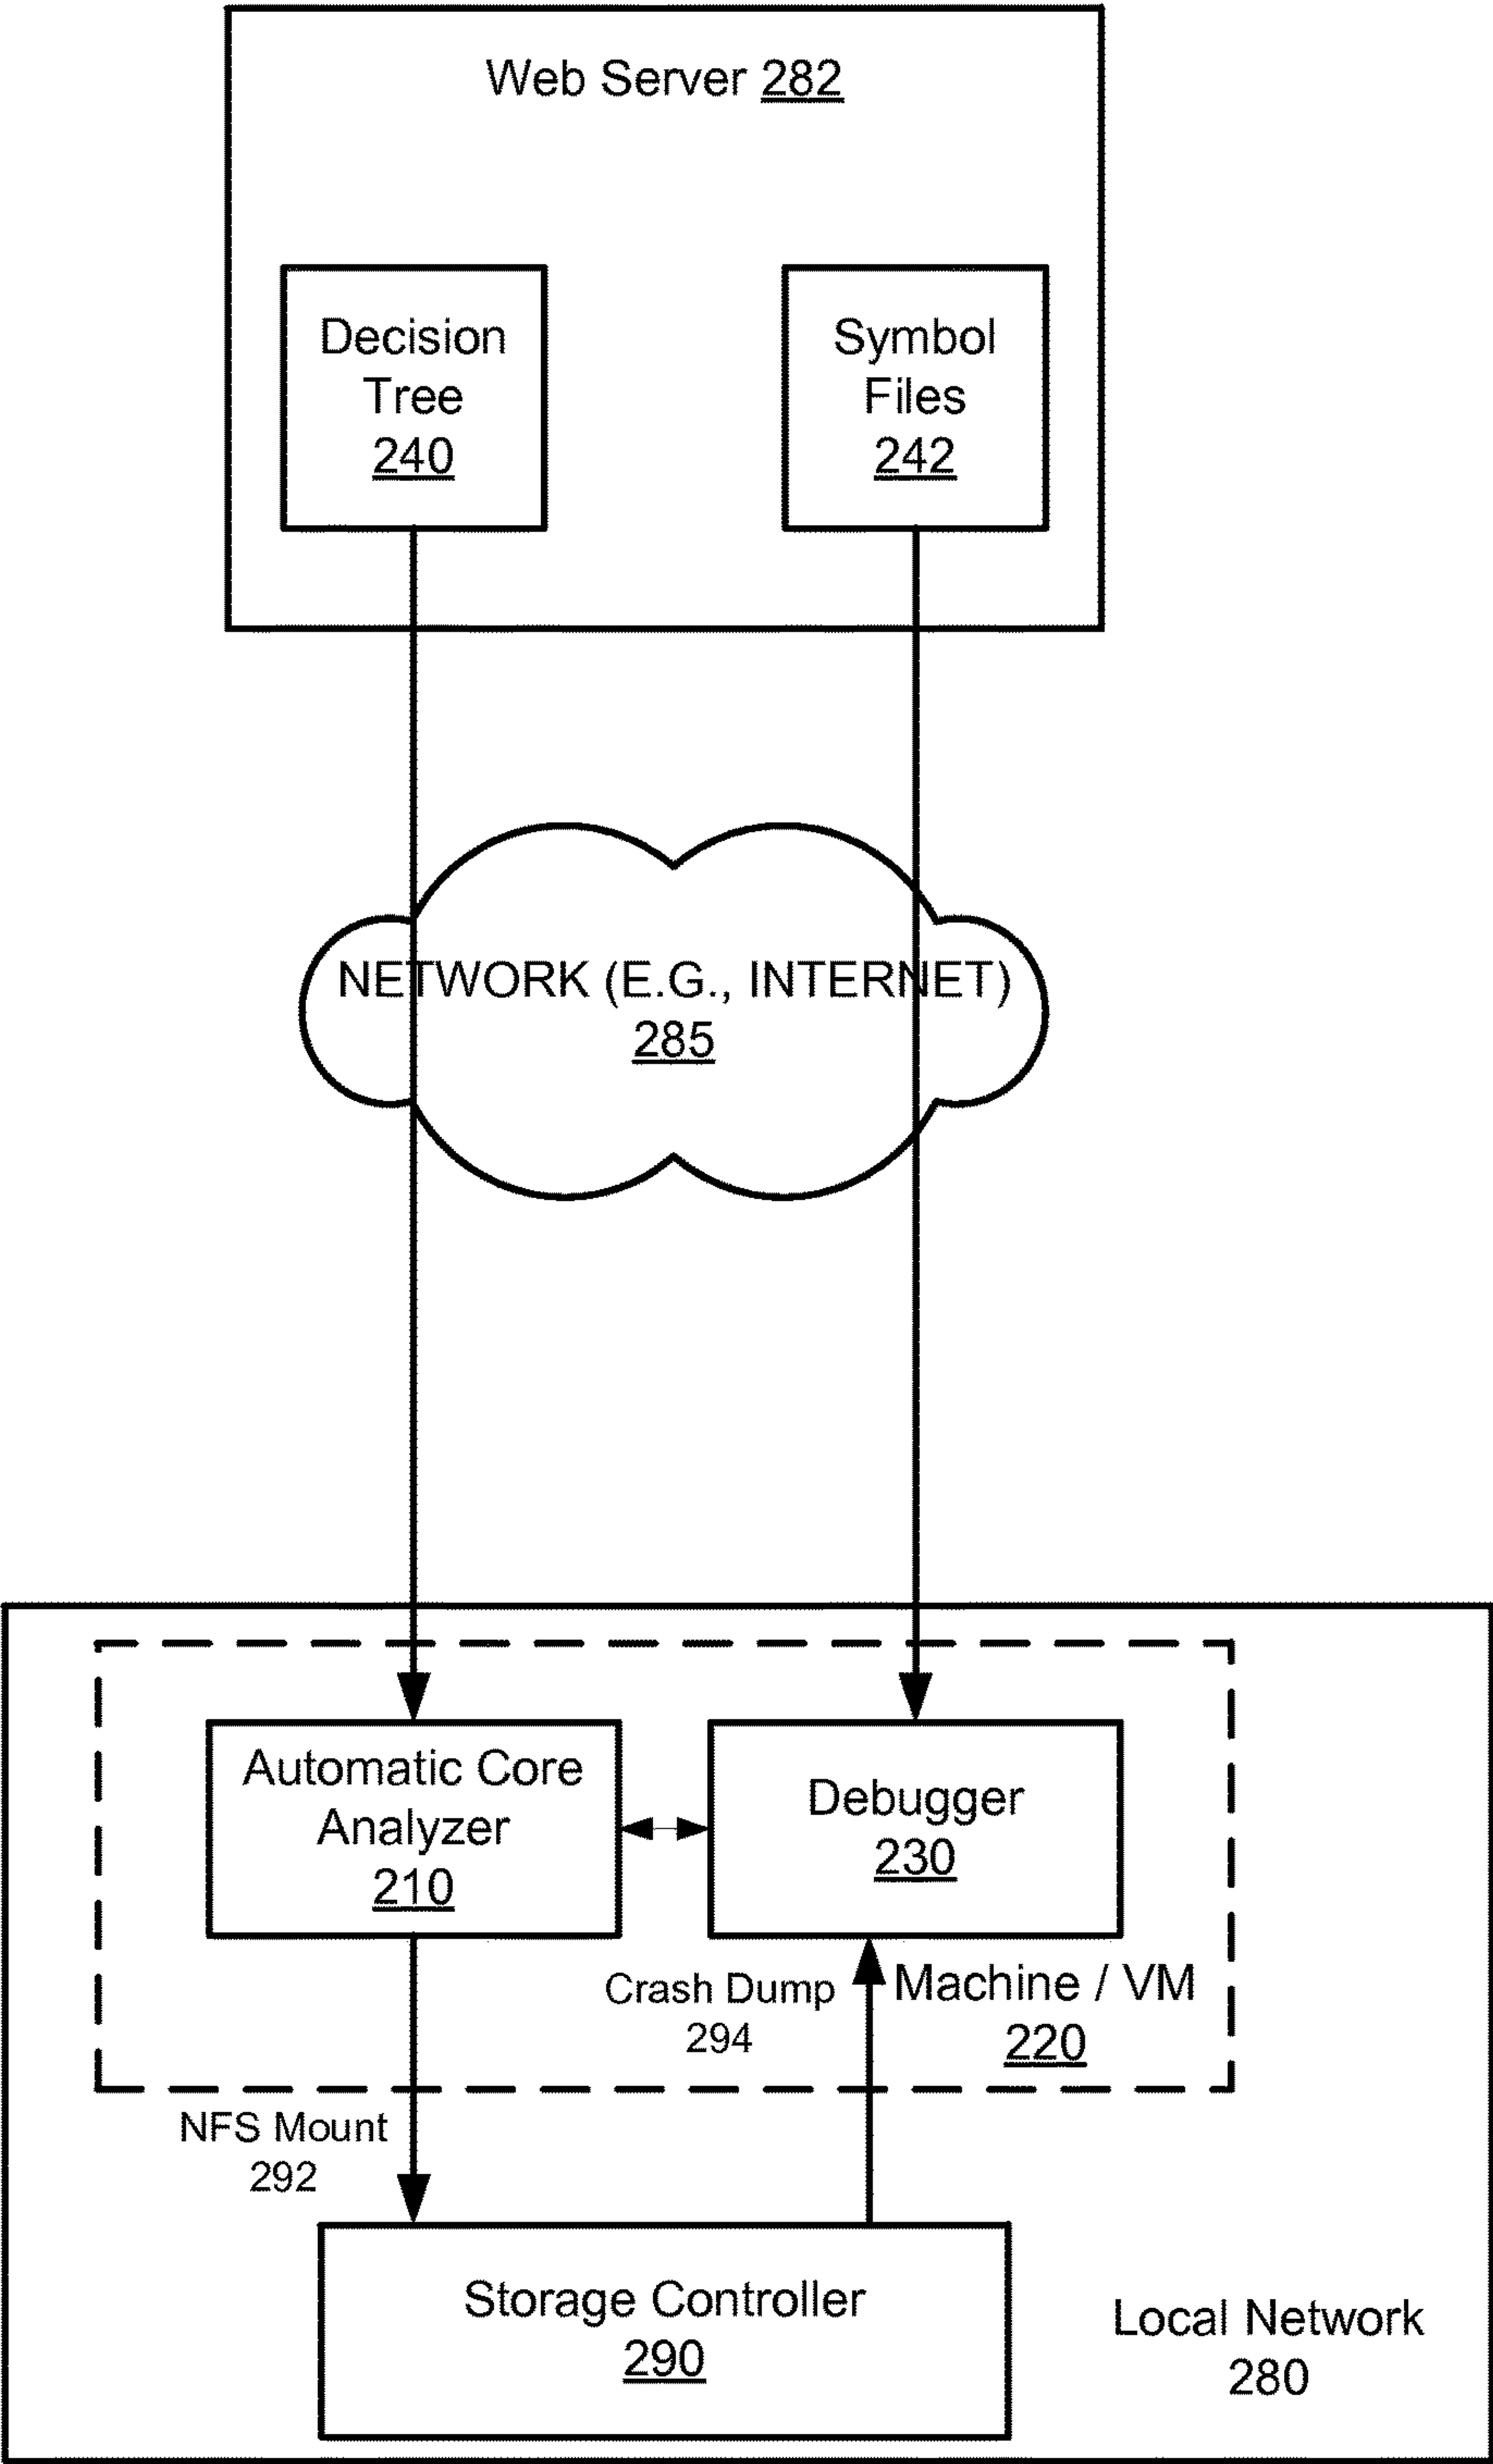 Web Server 282
Decision
Tree
240
Symbol
Files
242
NETWORK (E.G., INTERNET)
285
Automatic Core
Analyzer
210
Debugger
230
Crash Dump
294
Machine / VM
220
NFS Mount
292
Storage Controller
290
Local Network
280